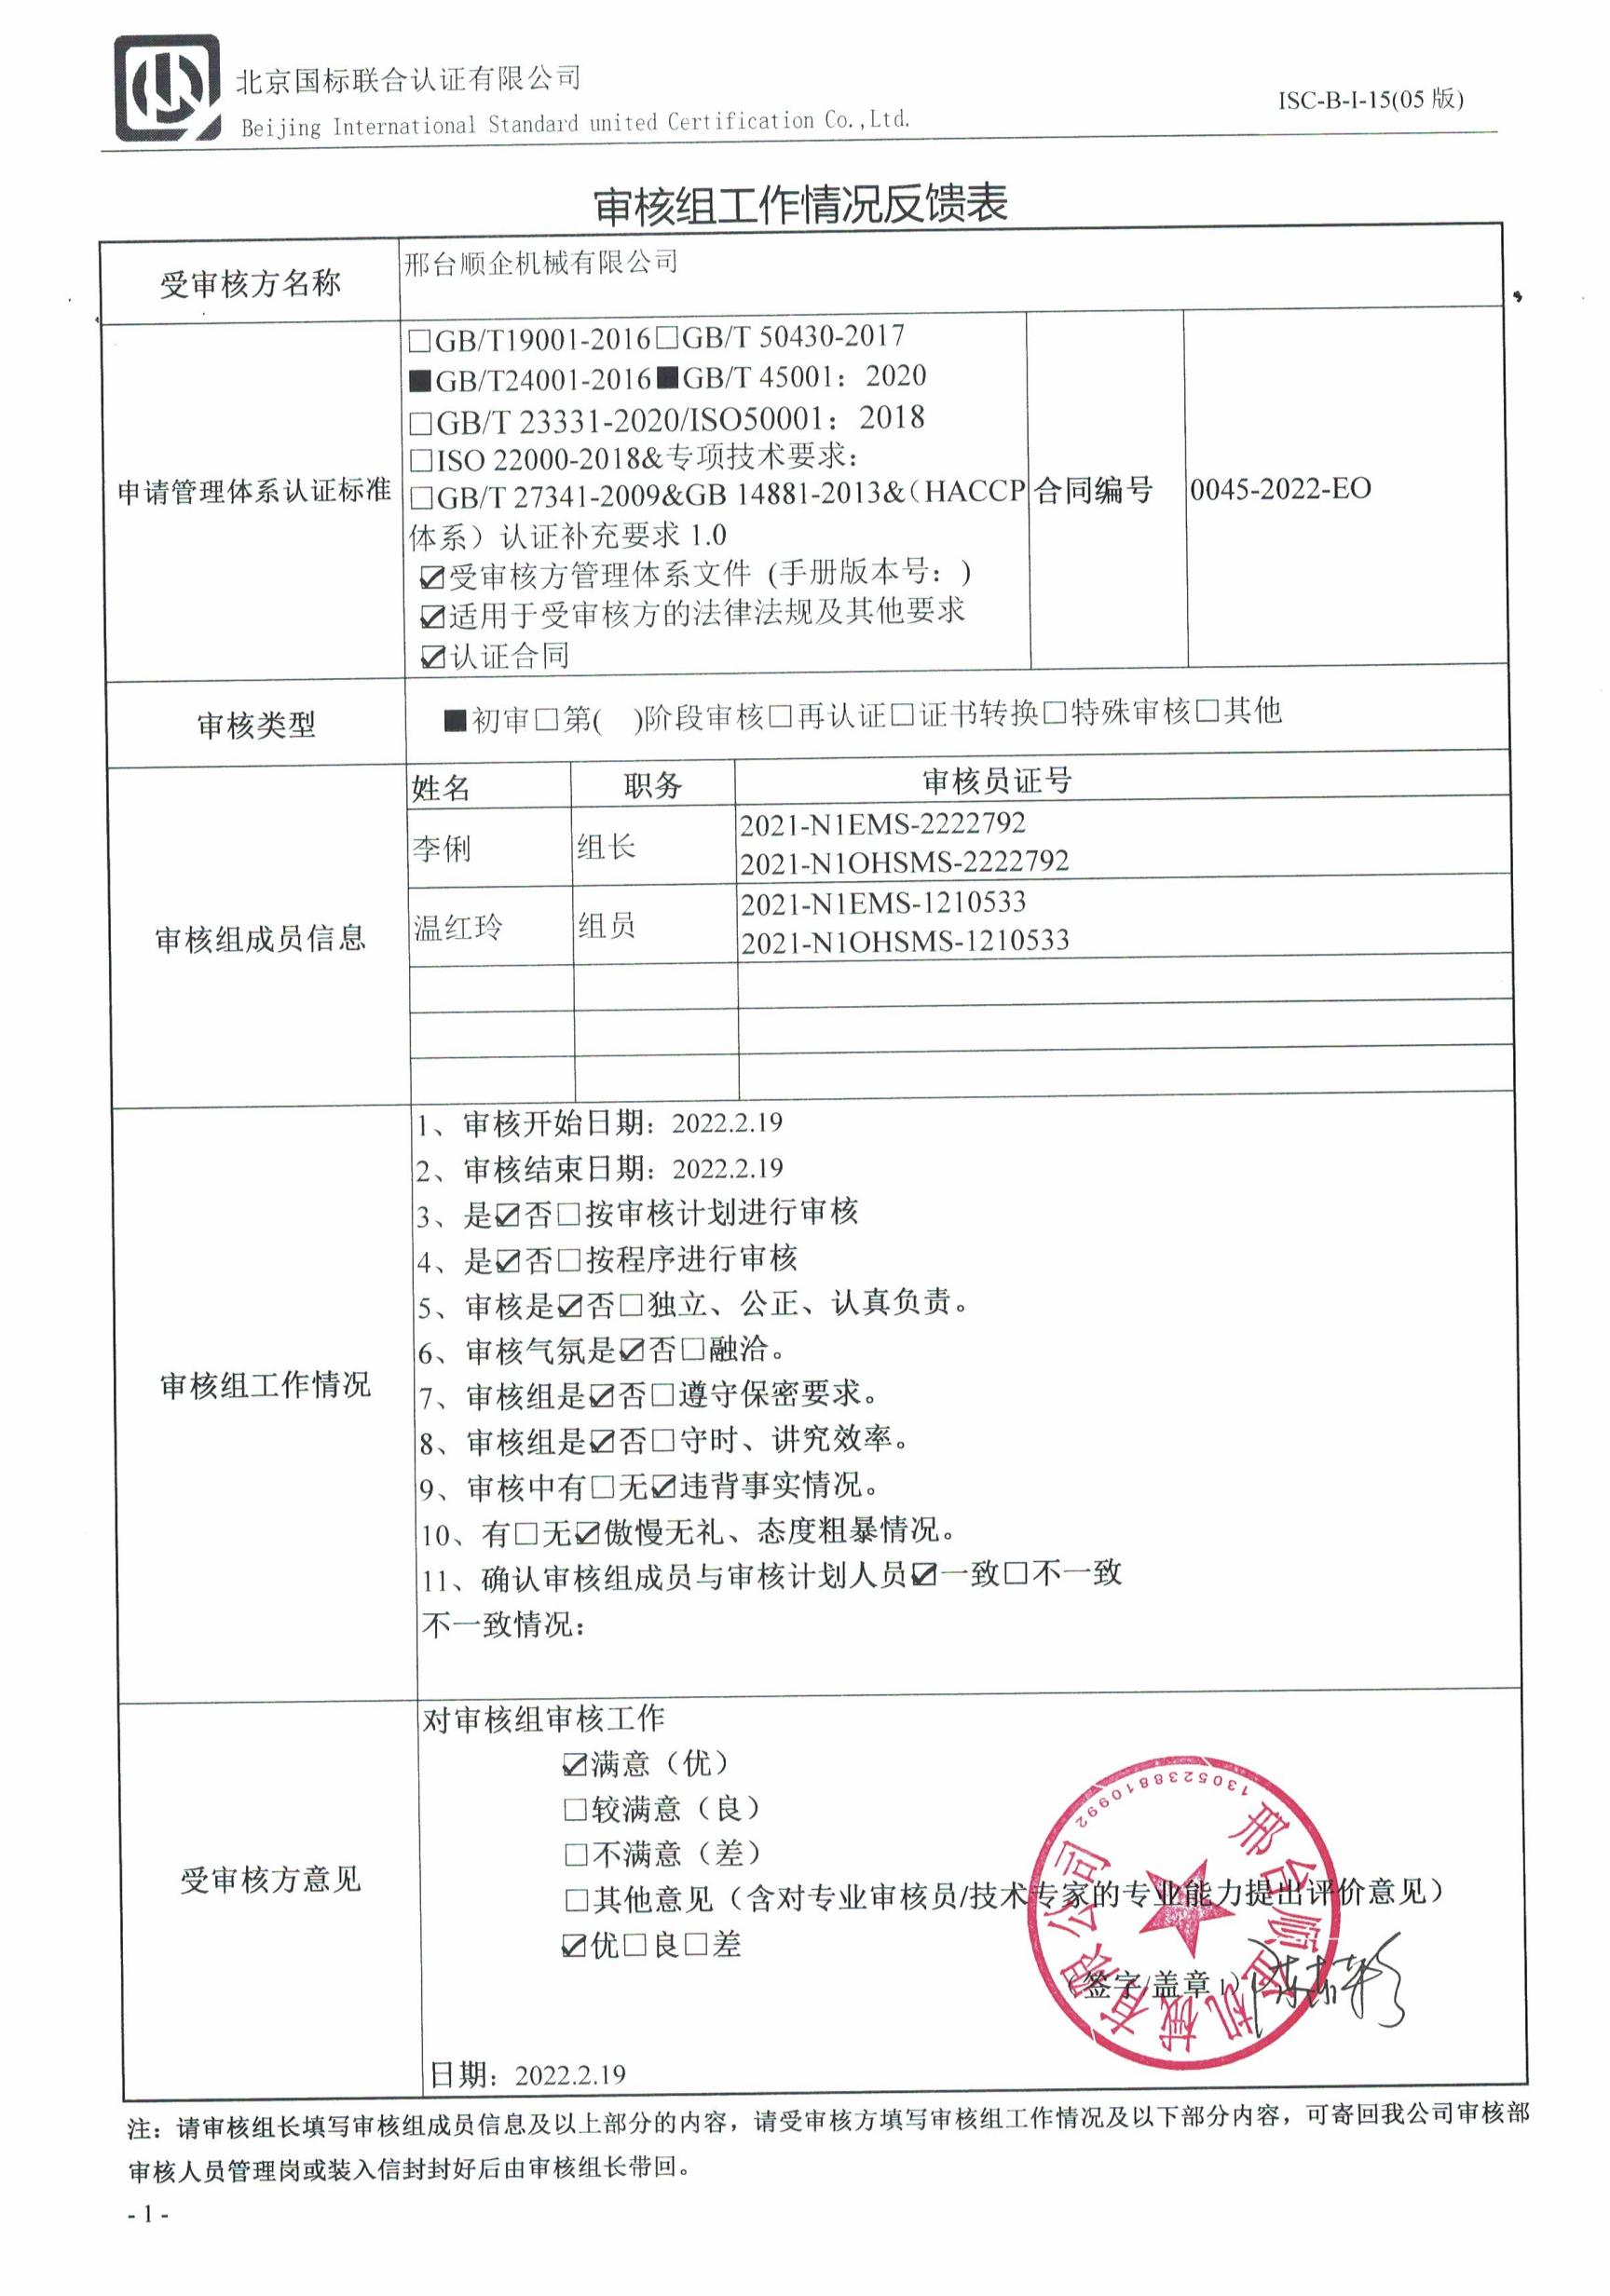 北京国标联合认证有限公司
Beijing International Standard united Certification Co.,Ltd.
ISC-B-I-15(05 版)
审核组工作情况反馈表
受审核方名称
邢台顺企机械有限公司
申请管理体系认证标准
□GB/T19001-2016□GB/T 50430-2017
■GB/T24001-2016■GB/T 45001：2020
□GB/T 23331-2020/ISO50001：2018
□ISO 22000-2018&专项技术要求：
□GB/T 27341-2009&GB 14881-2013&（HACCP
体系）认证补充要求 1.0
☑受审核方管理体系文件 (手册版本号：)
☑适用于受审核方的法律法规及其他要求
☑认证合同
合同编号
0045-2022-EO
审核类型
■初审□第(  )阶段审核□再认证□证书转换□特殊审核□其他
审核组成员信息
姓名 职务 审核员证号
李俐 组长 2021-N1EMS-2222792
2021-N1OHSMS-2222792
温红玲 组员 2021-N1EMS-1210533
2021-N1OHSMS-1210533
审核组工作情况
1、审核开始日期：2022.2.19
2、审核结束日期：2022.2.19
3、是☑否□按审核计划进行审核
4、是☑否□按程序进行审核
5、审核是☑否□独立、公正、认真负责。
6、审核气氛是☑否□融洽。
7、审核组是☑否□遵守保密要求。
8、审核组是☑否□守时、讲究效率。
9、审核中有□无☑违背事实情况。
10、有□无☑傲慢无礼、态度粗暴情况。
11、确认审核组成员与审核计划人员☑一致□不一致
不一致情况：
受审核方意见
对审核组审核工作
☑满意（优）
□较满意（良）
□不满意（差）
□其他意见（含对专业审核员/技术专家的专业能力提出评价意见）
☑优□良□差
（签字/盖章）
邢台顺企机械有限公司
1305238810992
日期：2022.2.19
注：请审核组长填写审核组成员信息及以上部分的内容，请受审核方填写审核组工作情况及以下部分内容，可寄回我公司审核部
审核人员管理岗或装入信封封好后由审核组长带回。
- 1 -